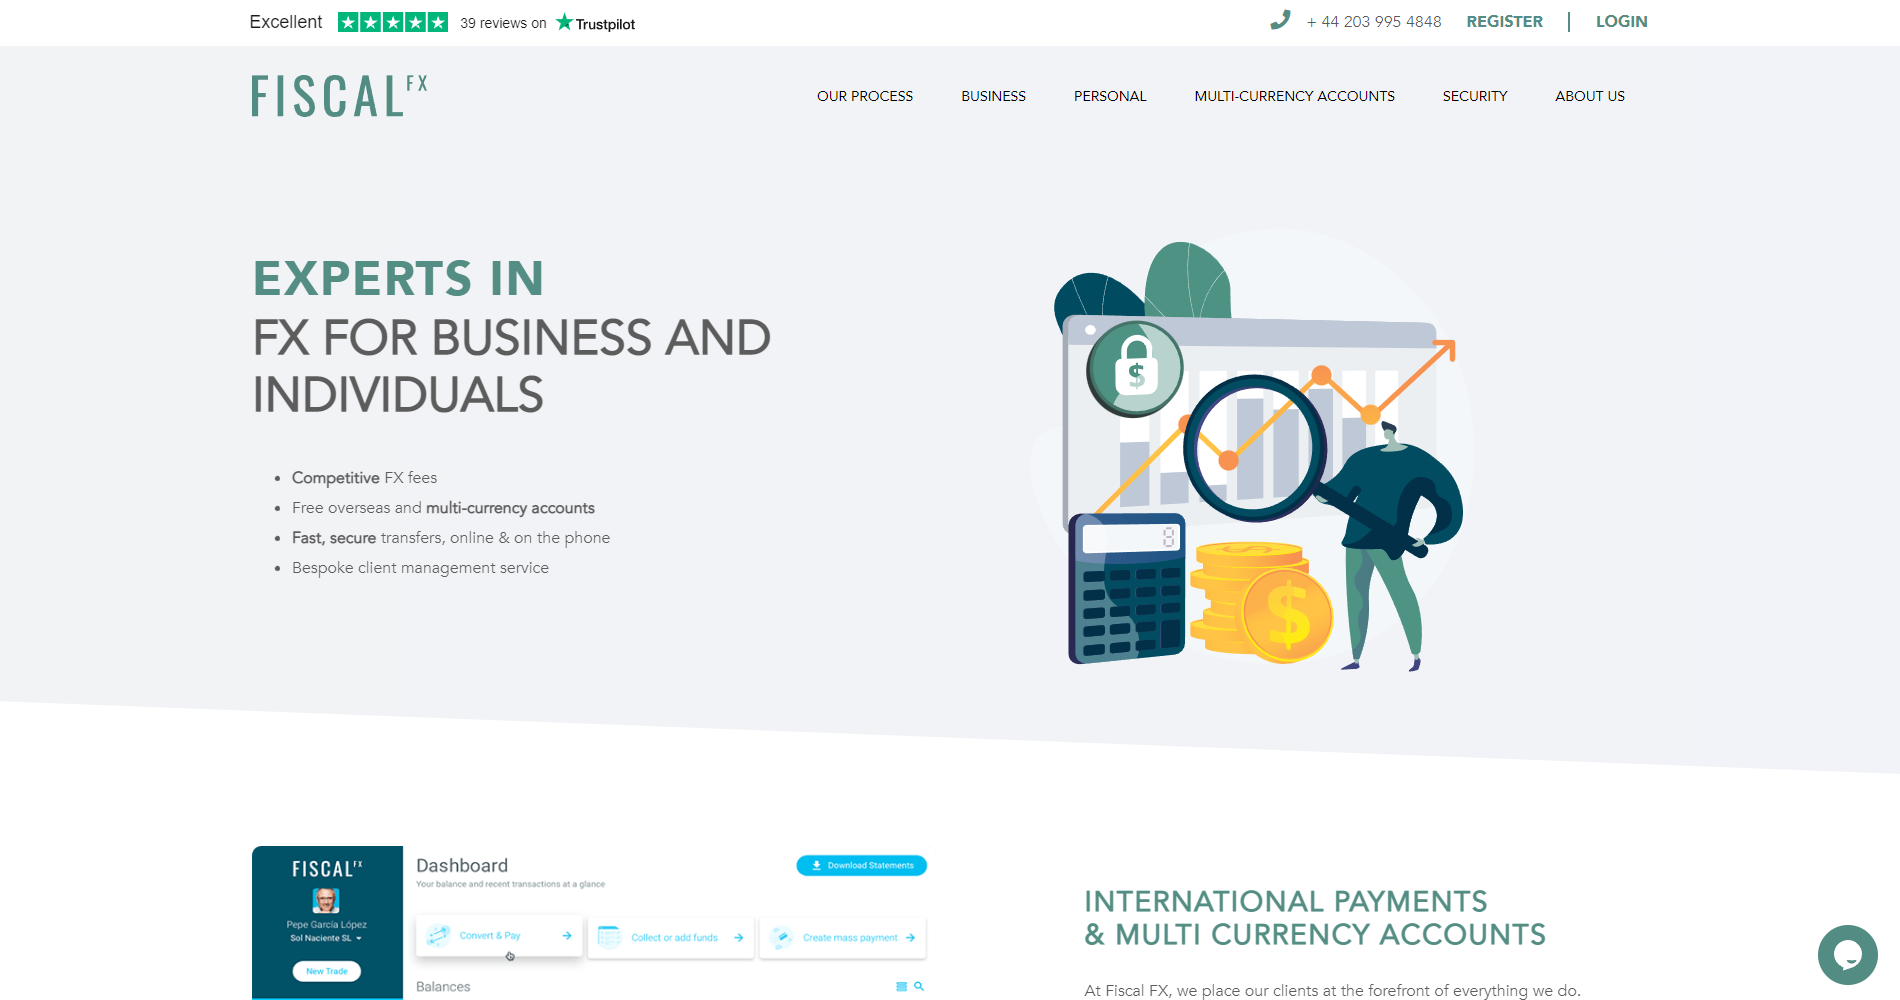 Excellent
39 reviews on
Trustpilot
+ 44 203 995 4848
REGISTER
LOGIN
FISCAL FX
OUR PROCESS
BUSINESS
PERSONAL
MULTI-CURRENCY ACCOUNTS
SECURITY
ABOUT US
EXPERTS IN
FX FOR BUSINESS AND
INDIVIDUALS
Competitive FX fees
Free overseas and multi-currency accounts
Fast, secure transfers, online & on the phone
Bespoke client management service
$
$
FISCAL FX
Pepe García López
Sol Naciente SL
New Trade
Dashboard
Your balance and recent transactions at a glance
Download Statements
Convert & Pay
Collect or add funds
Create mass payment
Balances
INTERNATIONAL PAYMENTS
& MULTI CURRENCY ACCOUNTS
At Fiscal FX, we place our clients at the forefront of everything we do.